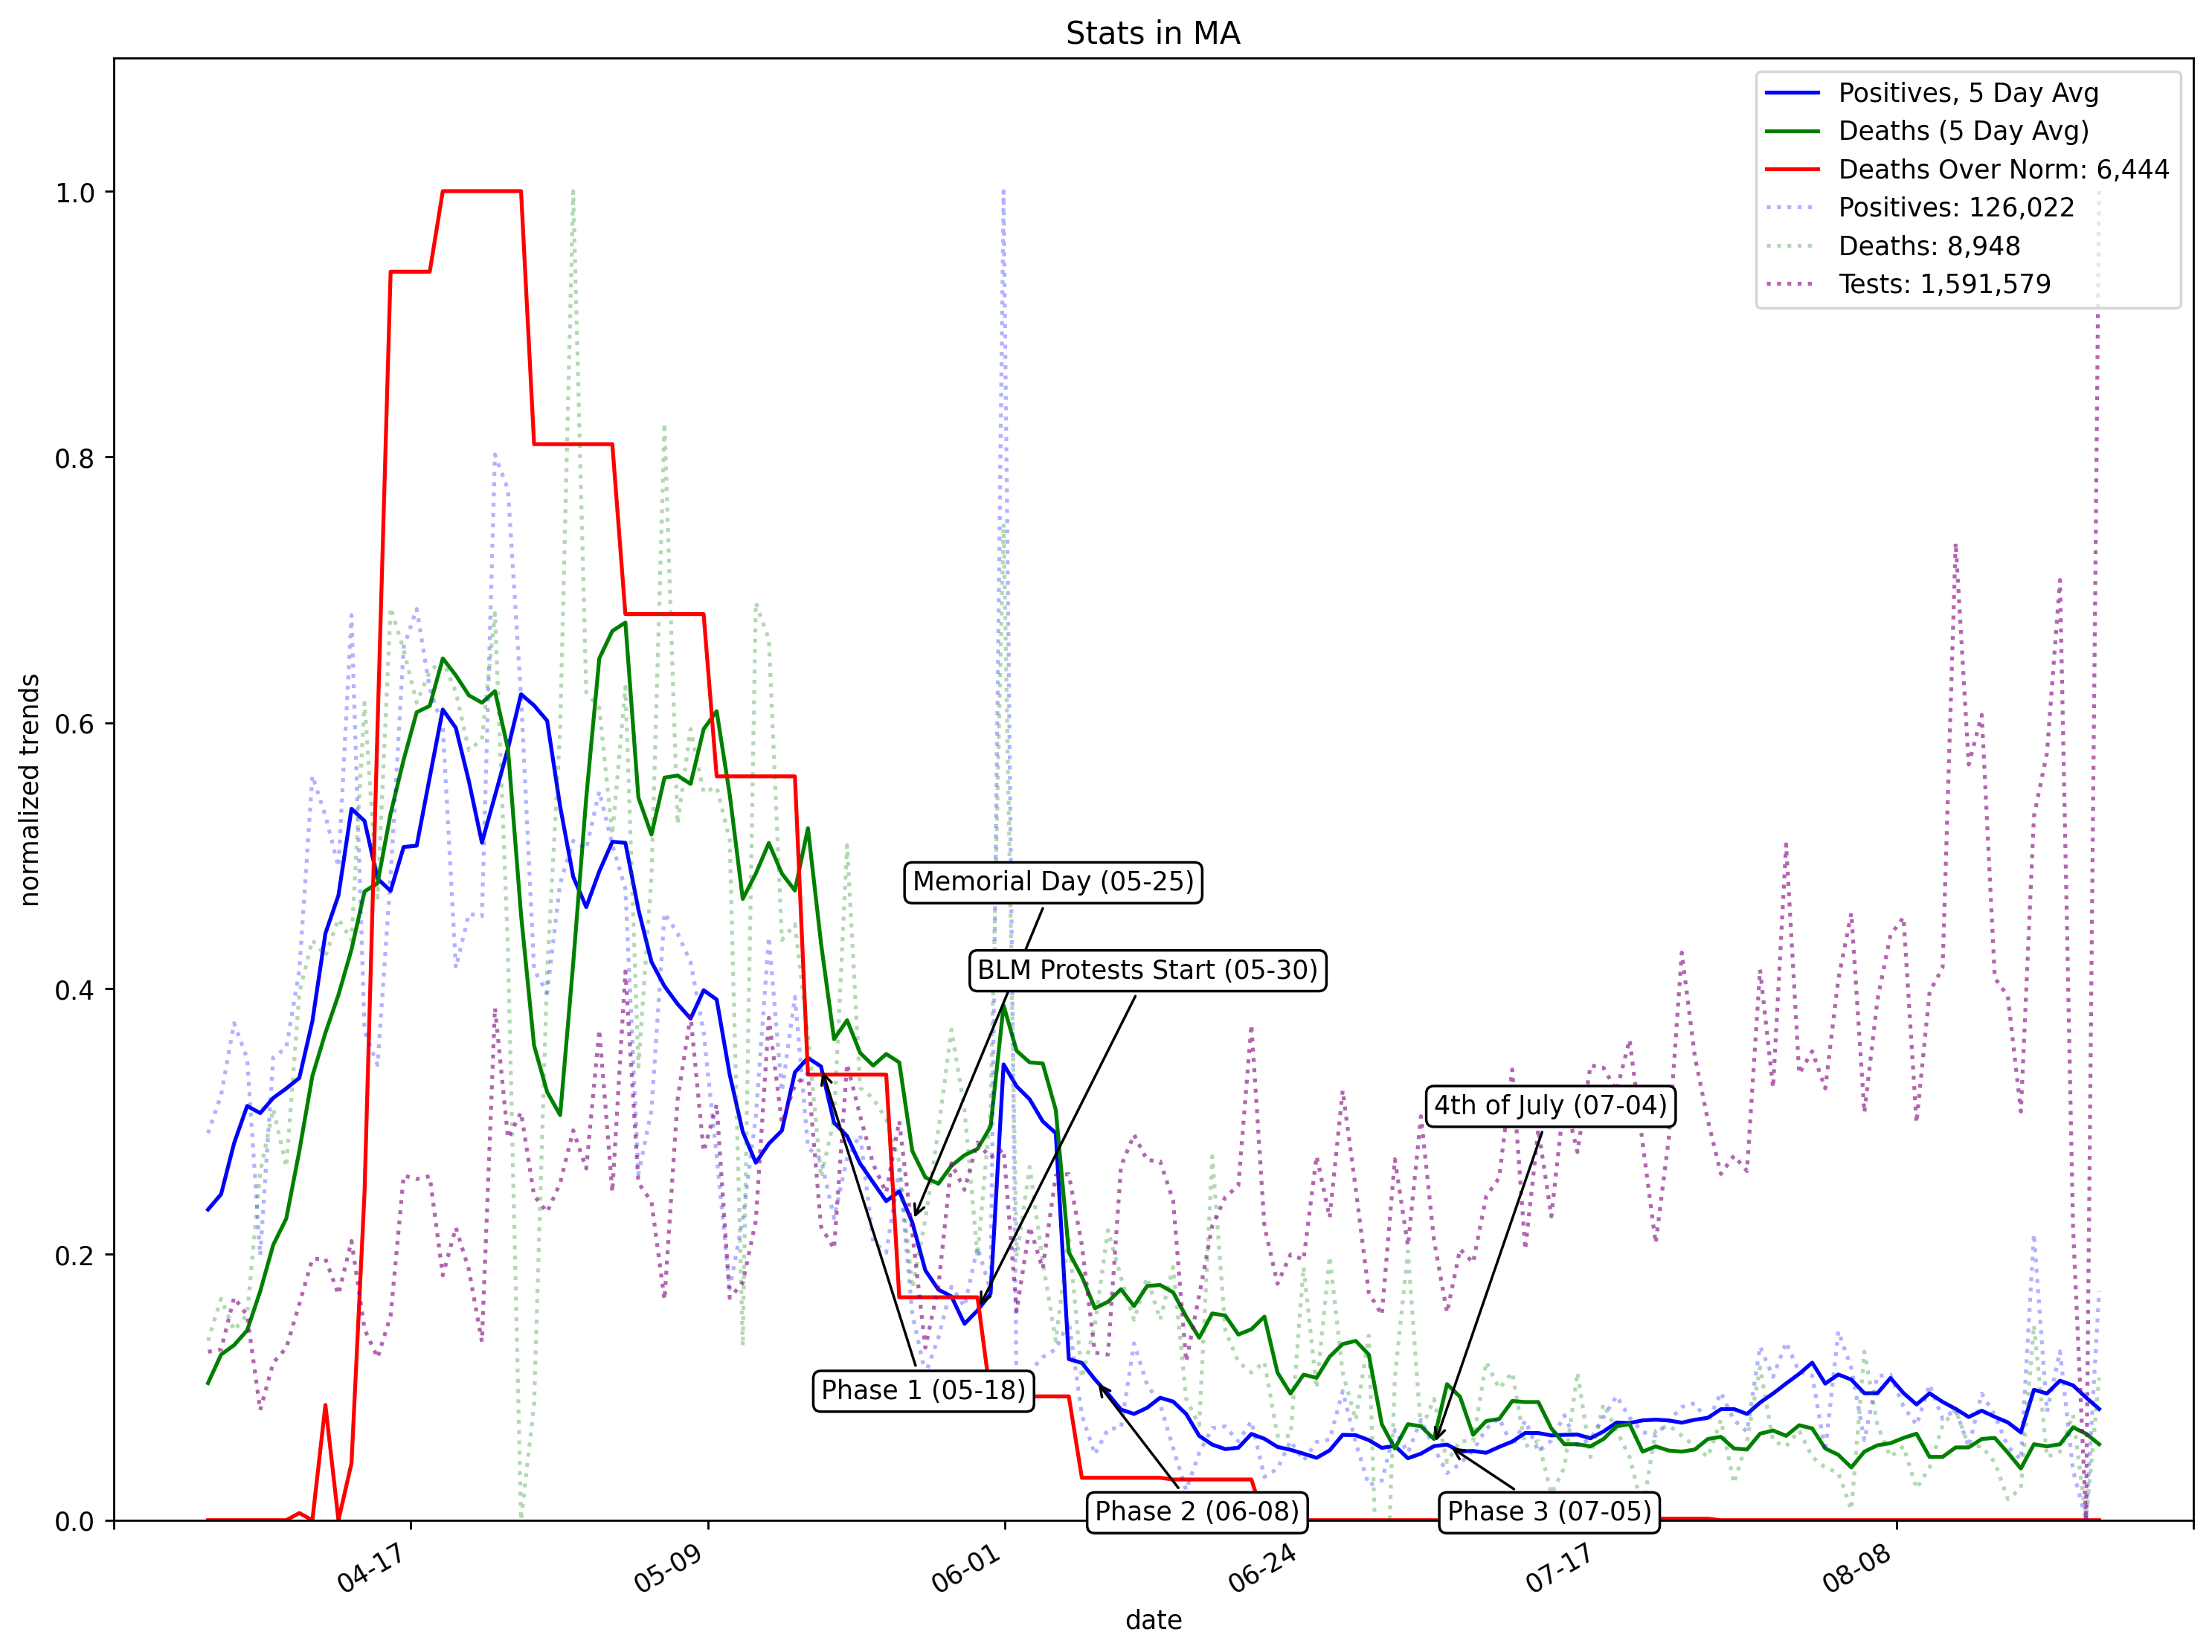 Stats in MA
Positives, 5 Day Avg
Deaths (5 Day Avg)
Deaths Over Norm: 6,444
Positives: 126,022
Deaths: 8,948
Tests: 1,591,579
normalized trends
1.0
0.8
0.6
0.4
0.2
0.0
Memorial Day (05-25)
BLM Protests Start (05-30)
4th of July (07-04)
Phase 1 (05-18)
Phase 2 (06-08)
Phase 3 (07-05)
04-17
05-09
06-01
06-24
07-17
08-08
date